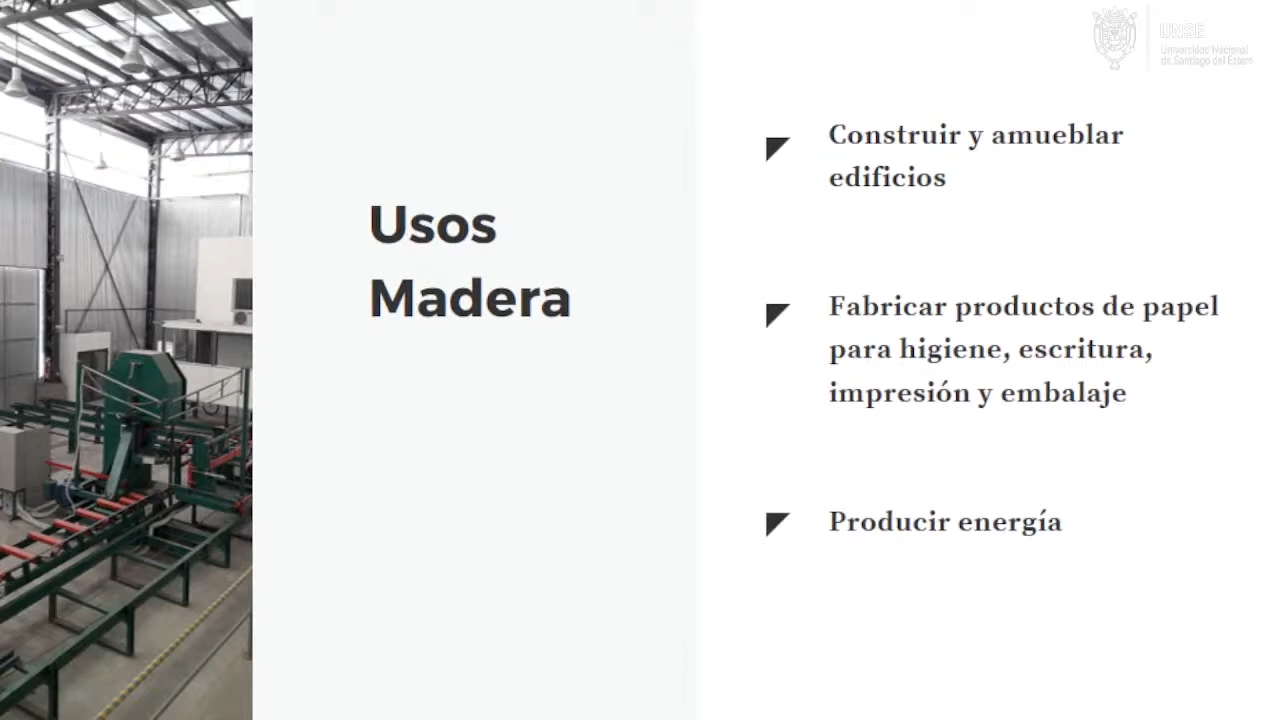 UNSE
Universidad Nacional
de Santiago del Estero
Usos
Madera
Construir y amueblar
edificios
Fabricar productos de papel
para higiene, escritura,
impresión y embalaje
Producir energía